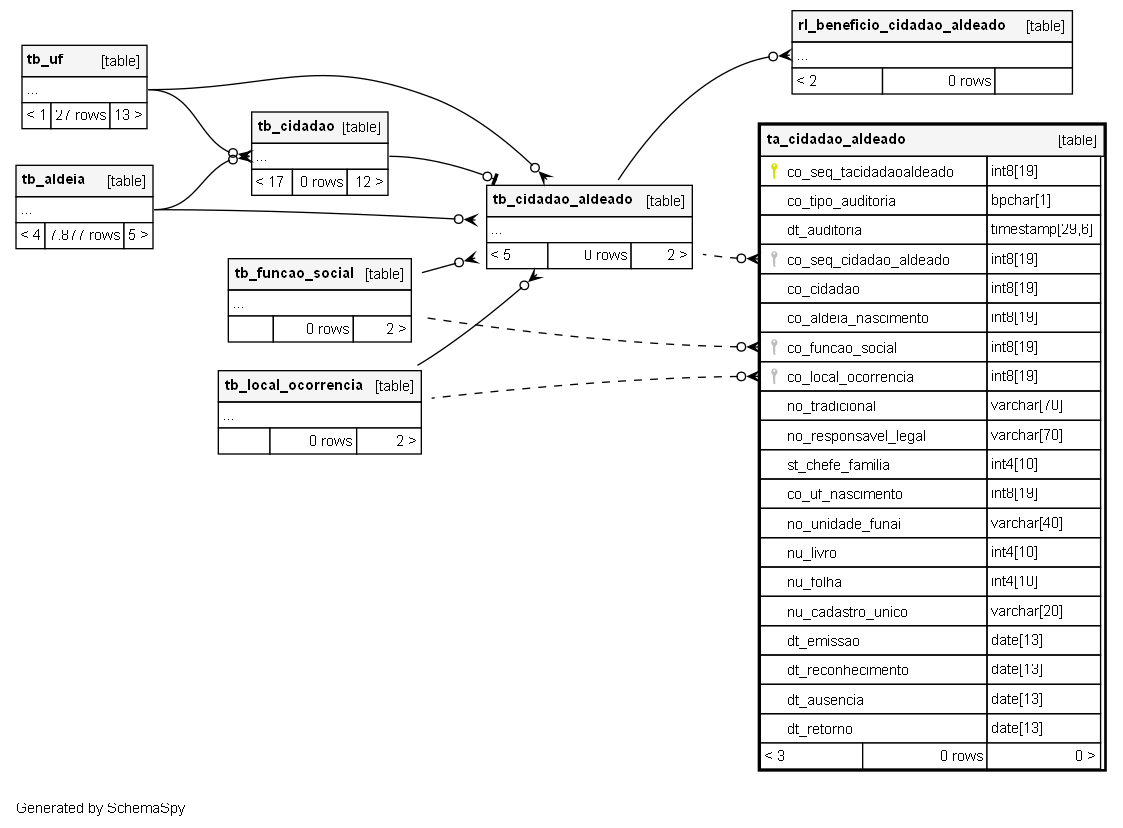 tb_uf [table]
...
< 1 27 rows 13 >
tb_aldeia [table]
...
< 4 7.877 rows 5 >
tb_cidadao [table]
...
< 17 0 rows 12 >
tb_funcao_social [table]
...
0 rows 2 >
tb_local_ocorrencia [table]
...
0 rows 2 >
tb_cidadao_aldeado [table]
...
< 5 0 rows 2 >
rl_beneficio_cidadao_aldeado [table]
...
< 2 0 rows
ta_cidadao_aldeado [table]
co_seq_tacidadaoaldeado int8[19]
co_tipo_auditoria bpchar[1]
dt_auditoria timestamp[29,6]
co_seq_cidadao_aldeado int8[19]
co_cidadao int8[19]
co_aldeia_nascimento int8[19]
co_funcao_social int8[19]
co_local_ocorrencia int8[19]
no_tradicional varchar[70]
no_responsavel_legal varchar[70]
st_chefe_familia int4[10]
co_uf_nascimento int8[19]
no_unidade_funai varchar[40]
nu_livro int4[10]
nu_folha int4[10]
nu_cadastro_unico varchar[20]
dt_emissao date[13]
dt_reconhecimento date[13]
dt_ausencia date[13]
dt_retorno date[13]
< 3 0 rows 0 >
Generated by SchemaSpy